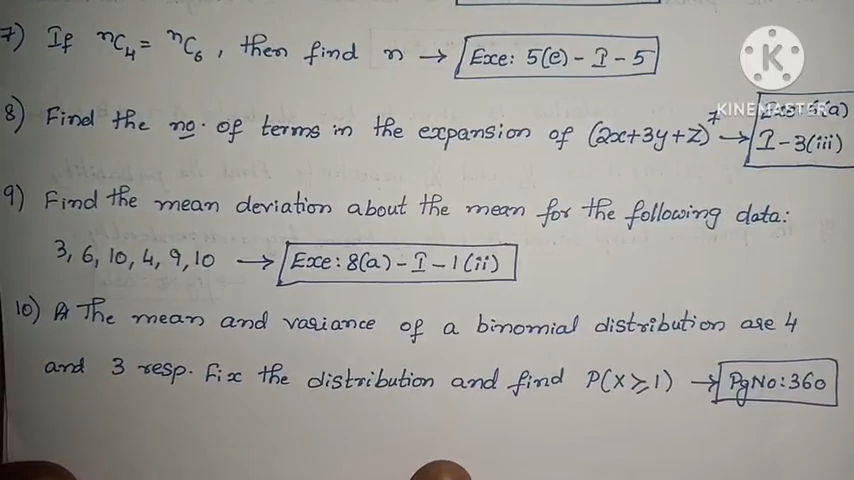 7) If ⁿC₄ = ⁿC₆, then find n → Exe: 5(e) - I - 5
KINEMASTER
8) Find the no. of terms in the expansion of (2x+3y+z)⁷ → (a)
I - 3(iii)
9) Find the mean deviation about the mean for the following data:
3, 6, 10, 4, 9, 10 → Exe: 8(a) - I - 1(ii)
10) The mean and variance of a binomial distribution are 4
and 3 resp. Fix the distribution and find P(X ≥ 1) → PgNo: 360